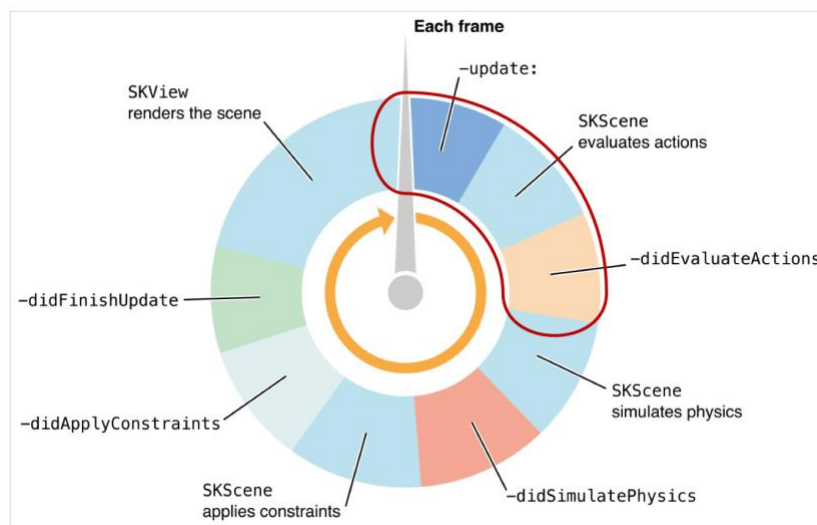 Each frame
-update:
SKScene
evaluates actions
-didEvaluateActions
SKScene
simulates physics
-didSimulatePhysics
SKScene
applies constraints
-didApplyConstraints
-didFinishUpdate
SKView
renders the scene